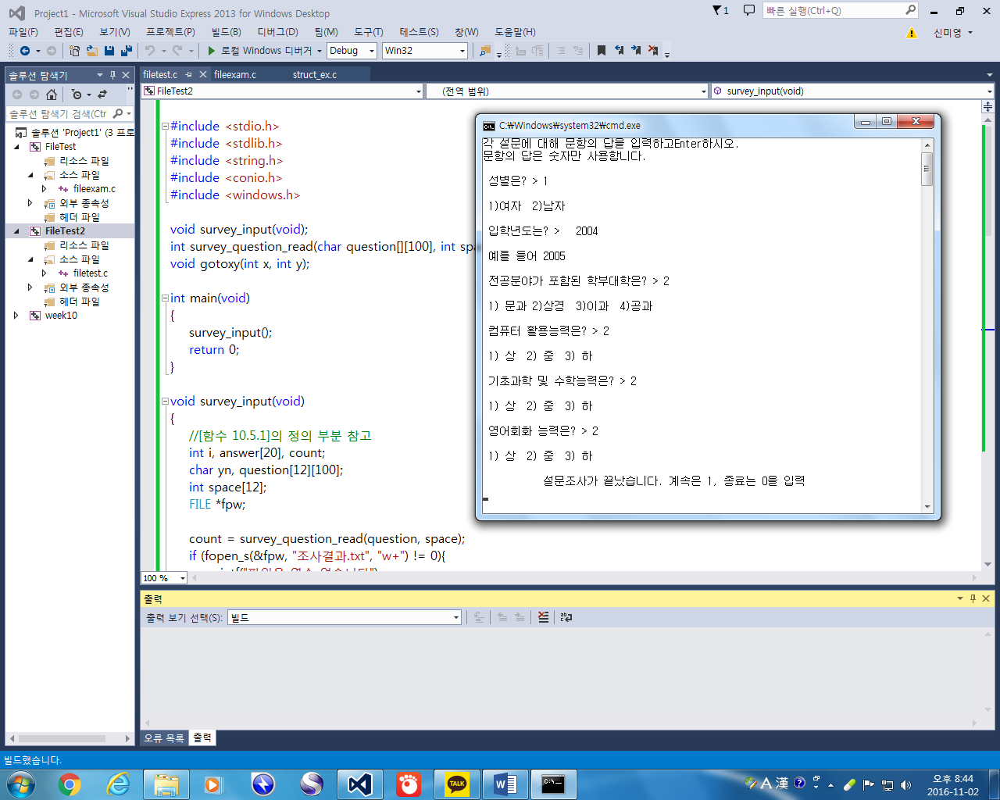 Project1 - Microsoft Visual Studio Express 2013 for Windows Desktop
1
빠른 실행(Ctrl+Q)
파일(F) 편집(E) 보기(V) 프로젝트(P) 빌드(B) 디버그(D) 팀(M) 도구(T) 테스트(S) 창(W) 도움말(H)
신미영
로컬 Windows 디버거 Debug Win32
솔루션 탐색기
솔루션 탐색기 검색(Ctr
솔루션 'Project1' (3 프로
FileTest
리소스 파일
소스 파일
fileexam.c
외부 종속성
헤더 파일
FileTest2
리소스 파일
소스 파일
filetest.c
외부 종속성
헤더 파일
week10
filetest.c fileexam.c struct_ex.c
FileTest2 (전역 범위) survey_input(void)
#include <stdio.h>
#include <stdlib.h>
#include <string.h>
#include <conio.h>
#include <windows.h>
void survey_input(void);
int survey_question_read(char question[][100], int spa
void gotoxy(int x, int y);
int main(void)
{
survey_input();
return 0;
}
void survey_input(void)
{
//[함수 10.5.1]의 정의 부분 참고
int i, answer[20], count;
char yn, question[12][100];
int space[12];
FILE *fpw;
count = survey_question_read(question, space);
if (fopen_s(&fpw, "조사결과.txt", "w+") != 0){
100 %
C:₩Windows₩system32₩cmd.exe
각 설문에 대해 문항의 답을 입력하고Enter하시오.
문항의 답은 숫자만 사용합니다.
성별은? > 1
1)여자 2)남자
입학년도는? > 2004
예를 들어 2005
전공분야가 포함된 학부대학은? > 2
1) 문과 2)상경 3)이과 4)공과
컴퓨터 활용능력은? > 2
1) 상 2) 중 3) 하
기초과학 및 수학능력은? > 2
1) 상 2) 중 3) 하
영어회화 능력은? > 2
1) 상 2) 중 3) 하
설문조사가 끝났습니다. 계속은 1, 종료는 0을 입력
출력
출력 보기 선택(S): 빌드
오류 목록 출력
빌드했습니다.
TALK
A 漢
오후 8:44
2016-11-02